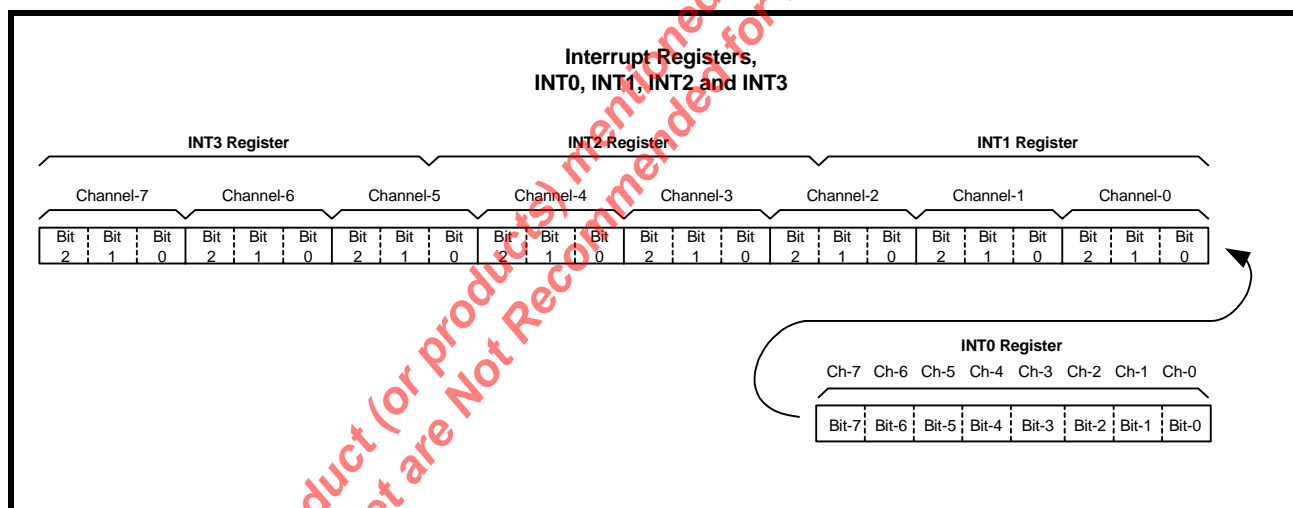 Interrupt Registers,
INT0, INT1, INT2 and INT3
INT3 Register INT2 Register INT1 Register
Channel-7 Channel-6 Channel-5 Channel-4 Channel-3 Channel-2 Channel-1 Channel-0
Bit Bit Bit Bit Bit Bit Bit Bit Bit Bit Bit Bit Bit Bit Bit Bit Bit Bit Bit Bit Bit Bit Bit Bit
2 1 0 2 1 0 2 1 0 2 1 0 2 1 0 2 1 0 2 1 0 2 1 0
INT0 Register
Ch-7 Ch-6 Ch-5 Ch-4 Ch-3 Ch-2 Ch-1 Ch-0
Bit-7 Bit-6 Bit-5 Bit-4 Bit-3 Bit-2 Bit-1 Bit-0
duct (or products) mentioned
are Not Recommended for